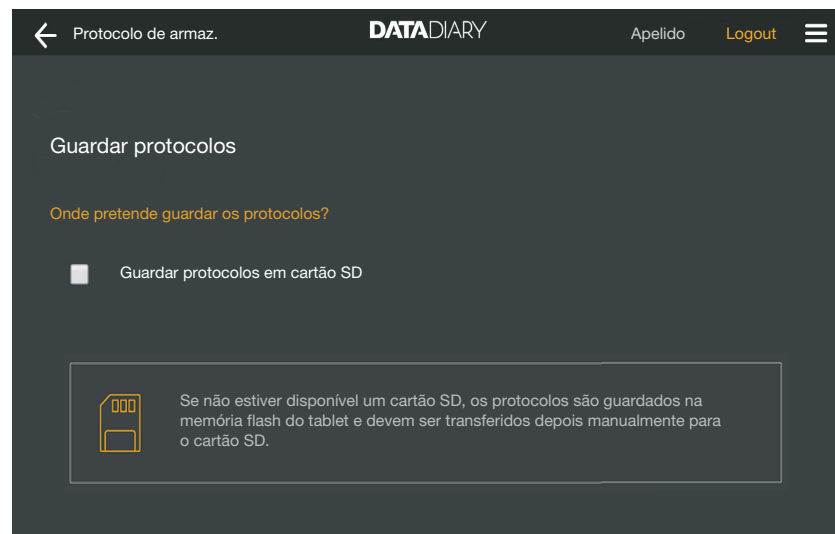 Protocolo de armaz.
DATADIARY
Apelido
Logout
Guardar protocolos
Onde pretende guardar os protocolos?
Guardar protocolos em cartão SD
Se não estiver disponível um cartão SD, os protocolos são guardados na
memória flash do tablet e devem ser transferidos depois manualmente para
o cartão SD.